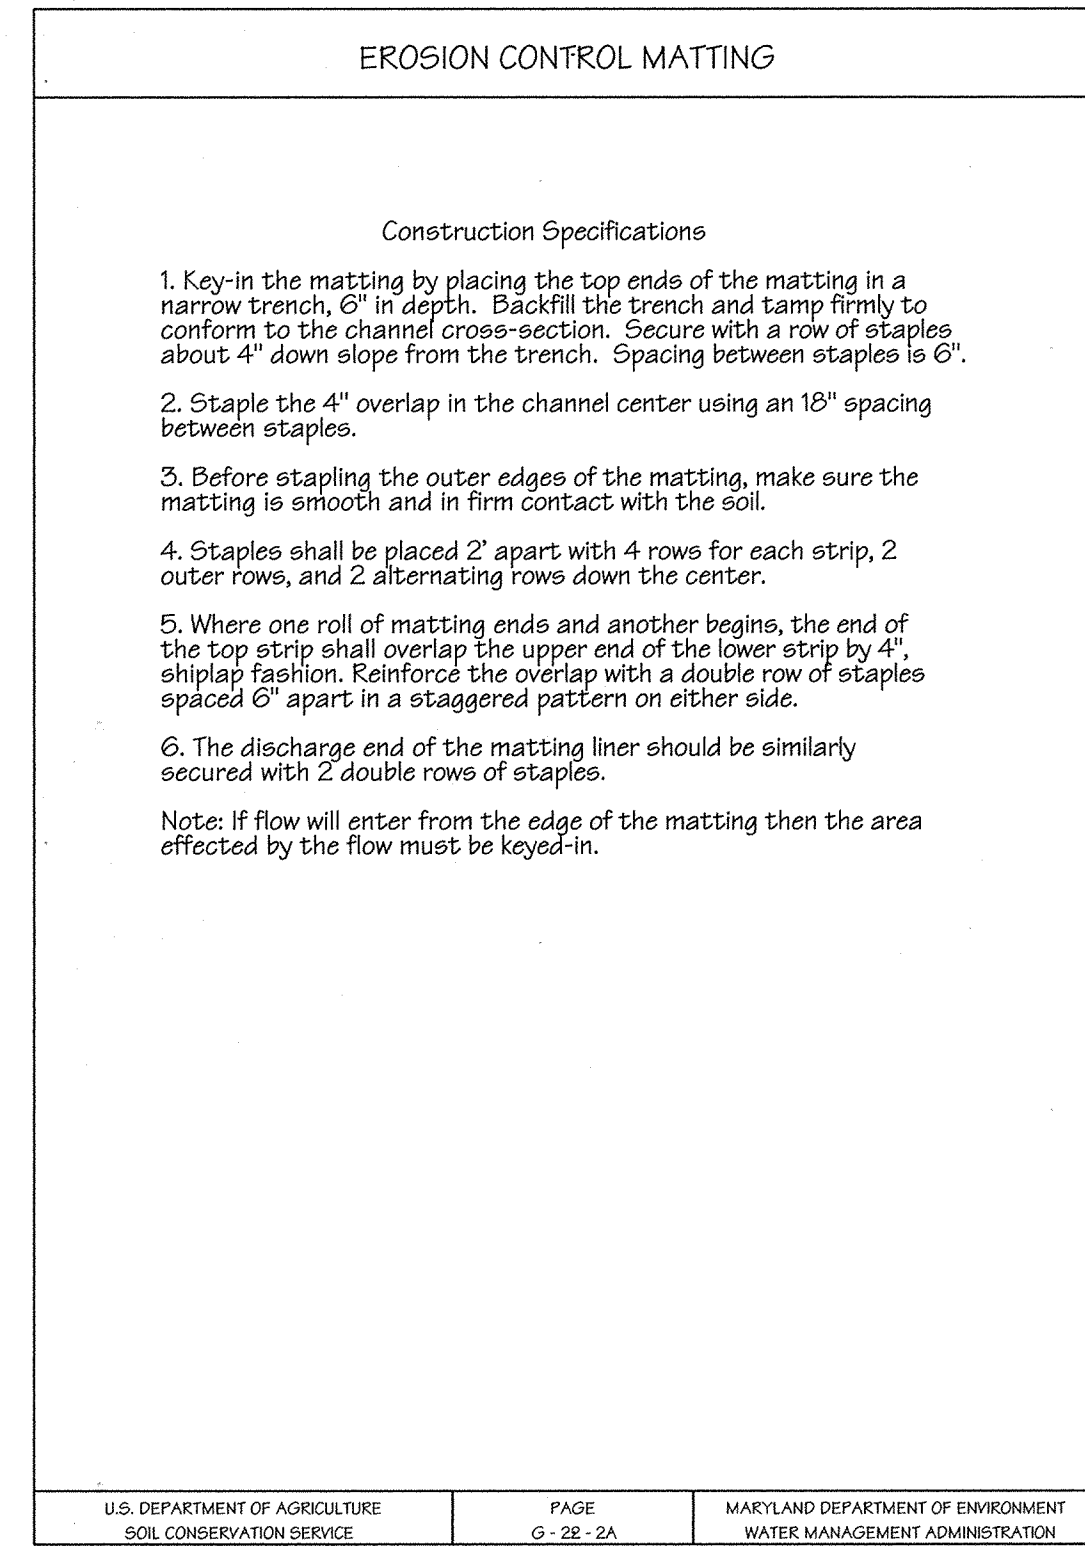 EROSION CONTROL MATTING
Construction Specifications
1. Key-in the matting by placing the top ends of the matting in a
narrow trench, 6" in depth. Backfill the trench and tamp firmly to
conform to the channel cross-section. Secure with a row of staples
about 4" down slope from the trench. Spacing between staples is 6".
2. Staple the 4" overlap in the channel center using an 18" spacing
between staples.
3. Before stapling the outer edges of the matting, make sure the
matting is smooth and in firm contact with the soil.
4. Staples shall be placed 2' apart with 4 rows for each strip, 2
outer rows, and 2 alternating rows down the center.
5. Where one roll of matting ends and another begins, the end of
the top strip shall overlap the upper end of the lower strip by 4",
shiplap fashion. Reinforce the overlap with a double row of staples
spaced 6" apart in a staggered pattern on either side.
6. The discharge end of the matting liner should be similarly
secured with 2 double rows of staples.
Note: If flow will enter from the edge of the matting then the area
effected by the flow must be keyed-in.
U.S. DEPARTMENT OF AGRICULTURE
SOIL CONSERVATION SERVICE
PAGE
G - 22 - 2A
MARYLAND DEPARTMENT OF ENVIRONMENT
WATER MANAGEMENT ADMINISTRATION